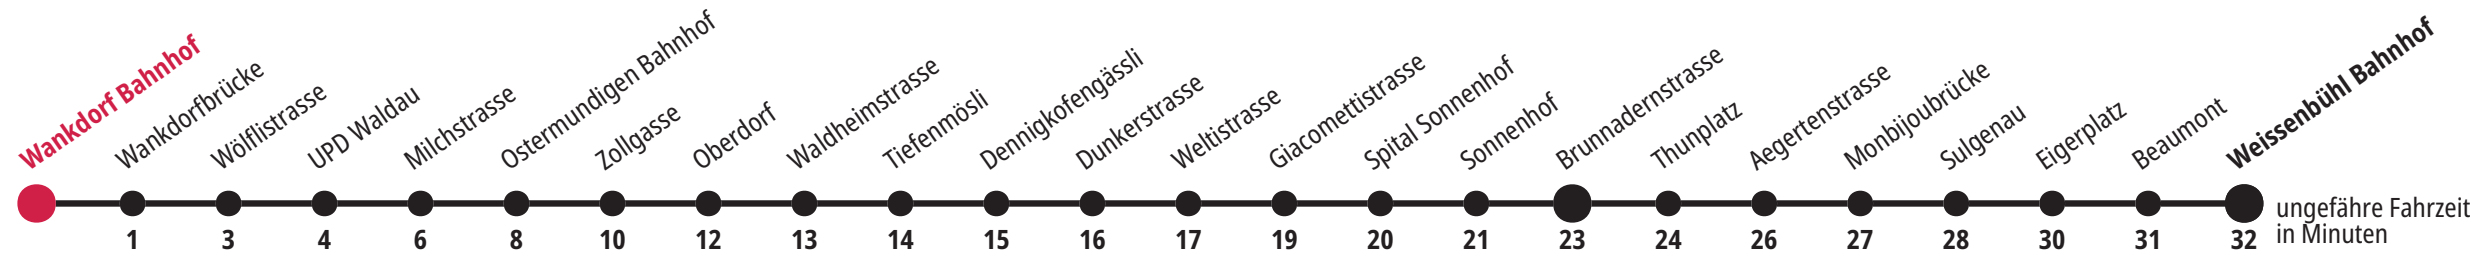 Wankdorf Bahnhof
Wankdorfbrücke
Wölflistrasse
UPD Waldau
Milchstrasse
Ostermundigen Bahnhof
Zollgasse
Oberdorf
Waldheimstrasse
Tiefenmösli
Dennigkofengässli
Dunkerstrasse
Weltistrasse
Giacomettistrasse
Spital Sonnenhof
Sonnenhof
Brunnadernstrasse
Thunplatz
Aegertenstrasse
Monbijoubrücke
Sulgenau
Eigerplatz
Beaumont
Weissenbühl Bahnhof
1 3 4 6 8 10 12 13 14 15 16 17 19 20 21 23 24 26 27 28 30 31 32
ungefähre Fahrzeit
in Minuten